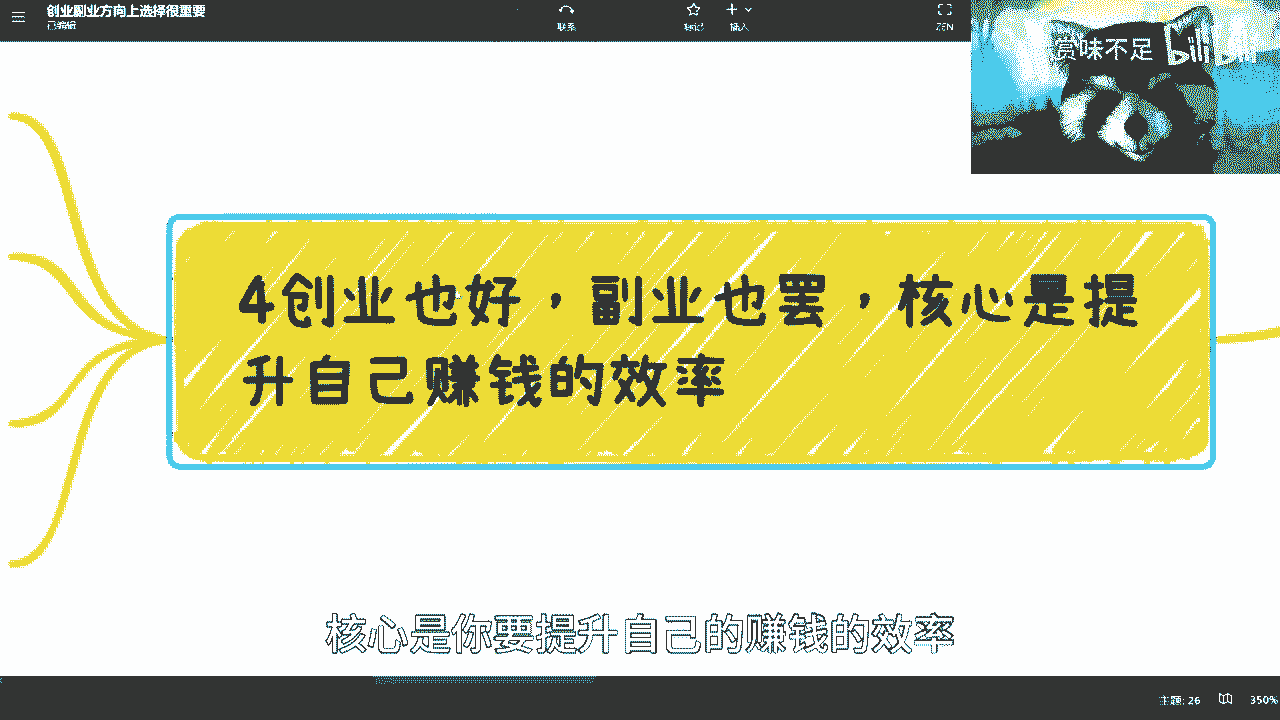 创业副业方向上选择很重要
已编辑
联系
标记
插入
ZEN
赏味不足
bilibili
4创业也好，副业也罢，核心是提
升自己赚钱的效率
核心是你要提升自己的赚钱的效率
主题: 26
350%